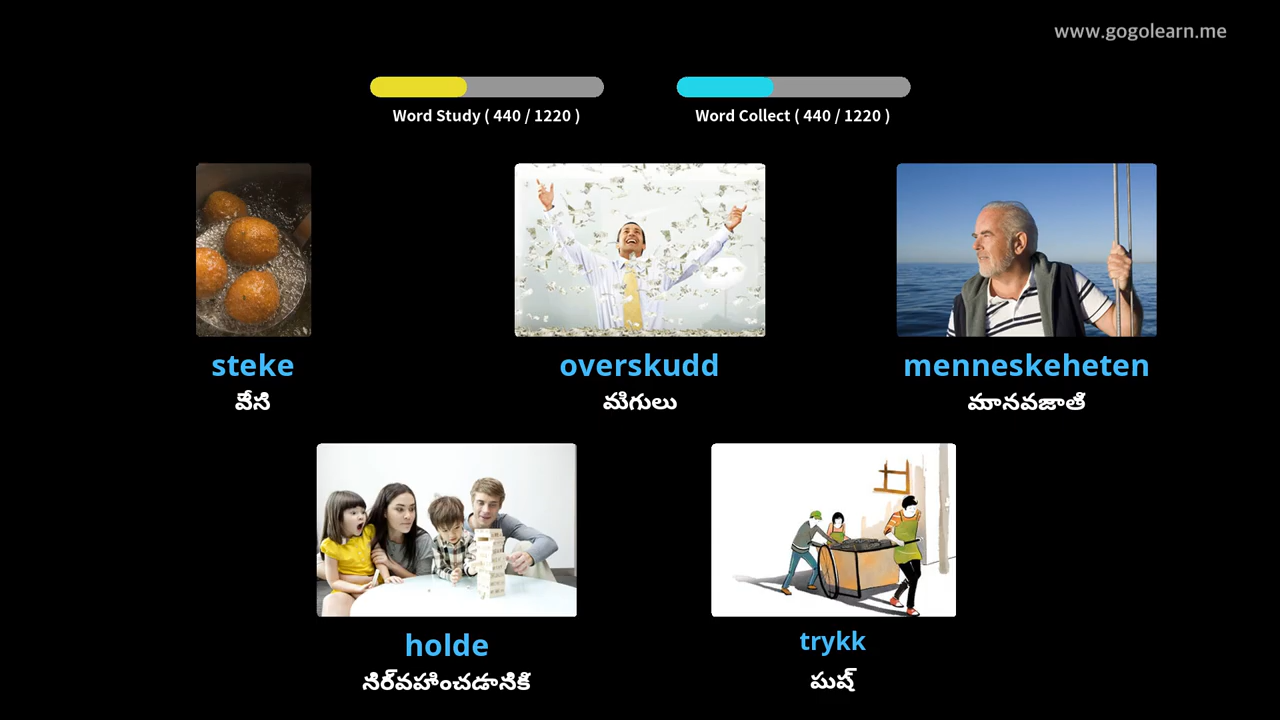 www.gogolearn.me
Word Study ( 440 / 1220 )
Word Collect ( 440 / 1220 )
steke
వేసి
overskudd
మిగులు
menneskeheten
మానవజాతి
holde
నిర్వహించడానికి
trykk
పుష్